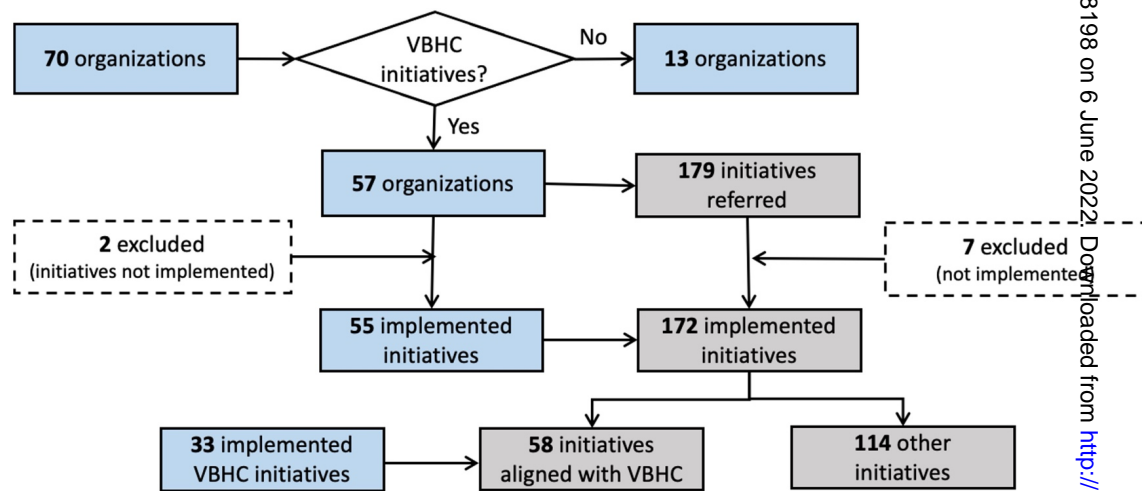 70 organizations
VBHC
initiatives?
No
13 organizations
Yes
57 organizations
179 initiatives
referred
2 excluded
(initiatives not implemented)
7 excluded
(not implemented)
55 implemented
initiatives
172 implemented
initiatives
33 implemented
VBHC initiatives
58 initiatives
aligned with VBHC
114 other
initiatives
8198 on 6 June 2022. Downloaded from http://